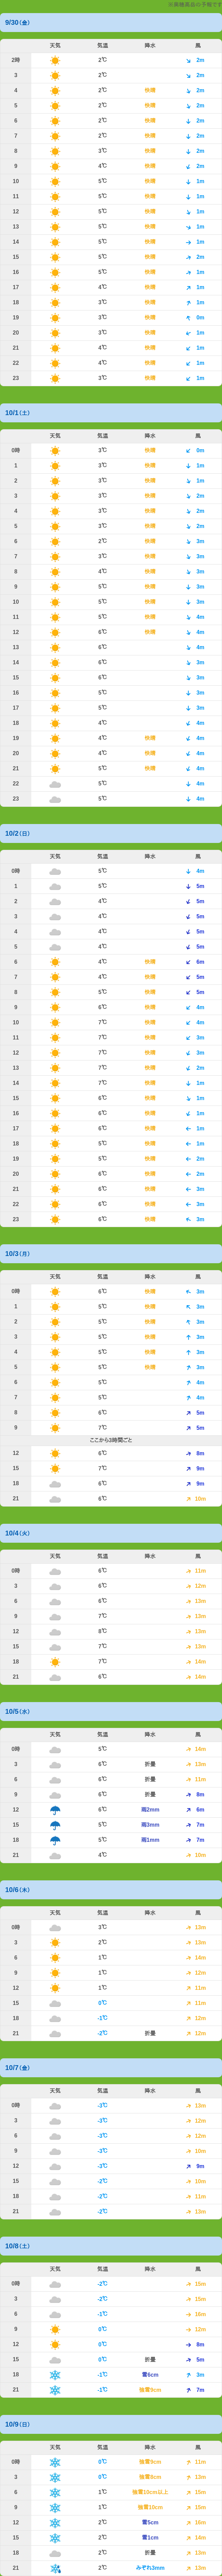 9/30(金)
天気 気温 降水 風
2時 2℃ 2m
3 2℃ 2m
4 2℃ 快晴 2m
5 2℃ 快晴 2m
6 2℃ 快晴 2m
7 2℃ 快晴 2m
8 3℃ 快晴 2m
9 4℃ 快晴 2m
10 5℃ 快晴 1m
11 5℃ 快晴 1m
12 5℃ 快晴 1m
13 5℃ 快晴 1m
14 5℃ 快晴 1m
15 5℃ 快晴 2m
16 5℃ 快晴 1m
17 4℃ 快晴 1m
18 3℃ 快晴 1m
19 3℃ 快晴 0m
20 3℃ 快晴 1m
21 4℃ 快晴 1m
22 4℃ 快晴 1m
23 3℃ 快晴 1m
10/1(土)
天気 気温 降水 風
0時 3℃ 快晴 0m
1 3℃ 快晴 1m
2 3℃ 快晴 1m
3 3℃ 快晴 2m
4 3℃ 快晴 2m
5 3℃ 快晴 2m
6 2℃ 快晴 3m
7 3℃ 快晴 3m
8 4℃ 快晴 3m
9 5℃ 快晴 3m
10 5℃ 快晴 3m
11 5℃ 快晴 4m
12 6℃ 快晴 4m
13 6℃ 4m
14 6℃ 3m
15 6℃ 3m
16 5℃ 3m
17 5℃ 3m
18 4℃ 4m
19 4℃ 快晴 4m
20 4℃ 快晴 4m
21 5℃ 快晴 4m
22 5℃ 4m
23 5℃ 4m
10/2(日)
天気 気温 降水 風
0時 5℃ 4m
1 5℃ 5m
2 4℃ 5m
3 4℃ 5m
4 4℃ 5m
5 4℃ 5m
6 4℃ 快晴 6m
7 4℃ 快晴 5m
8 5℃ 快晴 5m
9 6℃ 快晴 4m
10 7℃ 快晴 4m
11 7℃ 快晴 3m
12 7℃ 快晴 3m
13 7℃ 快晴 2m
14 7℃ 快晴 1m
15 6℃ 快晴 1m
16 6℃ 快晴 1m
17 6℃ 快晴 1m
18 5℃ 快晴 1m
19 5℃ 快晴 2m
20 6℃ 快晴 2m
21 6℃ 快晴 3m
22 6℃ 快晴 3m
23 6℃ 快晴 3m
10/3(月)
天気 気温 降水 風
0時 6℃ 快晴 3m
1 5℃ 快晴 3m
2 5℃ 快晴 3m
3 5℃ 快晴 3m
4 5℃ 快晴 3m
5 5℃ 快晴 3m
6 5℃ 4m
7 5℃ 4m
8 6℃ 5m
9 7℃ 5m
ここから3時間ごと
12 6℃ 8m
15 7℃ 9m
18 6℃ 9m
21 6℃ 10m
10/4(火)
天気 気温 降水 風
0時 6℃ 11m
3 6℃ 12m
6 6℃ 13m
9 7℃ 13m
12 8℃ 13m
15 7℃ 13m
18 7℃ 14m
21 6℃ 14m
10/5(水)
天気 気温 降水 風
0時 5℃ 14m
3 6℃ 折曇 13m
6 6℃ 折曇 11m
9 6℃ 折曇 8m
12 6℃ 雨2mm 6m
15 5℃ 雨3mm 7m
18 5℃ 雨1mm 7m
21 4℃ 10m
10/6(木)
天気 気温 降水 風
0時 3℃ 13m
3 2℃ 13m
6 1℃ 14m
9 1℃ 12m
12 1℃ 11m
15 0℃ 11m
18 -1℃ 12m
21 -2℃ 折曇 12m
10/7(金)
天気 気温 降水 風
0時 -3℃ 13m
3 -3℃ 12m
6 -3℃ 12m
9 -3℃ 10m
12 -3℃ 9m
15 -2℃ 10m
18 -2℃ 11m
21 -2℃ 13m
10/8(土)
天気 気温 降水 風
0時 -2℃ 15m
3 -2℃ 15m
6 -1℃ 16m
9 0℃ 12m
12 0℃ 8m
15 0℃ 折曇 5m
18 -1℃ 雪6cm 3m
21 -1℃ 強雪9cm 7m
10/9(日)
天気 気温 降水 風
0時 0℃ 強雪9cm 11m
3 0℃ 強雪8cm 12m
6 1℃ 強雪10cm以上 15m
9 1℃ 強雪10cm 15m
12 2℃ 雪5cm 16m
15 2℃ 雪1cm 14m
18 2℃ 折曇 13m
21 2℃ みぞれ3mm 13m